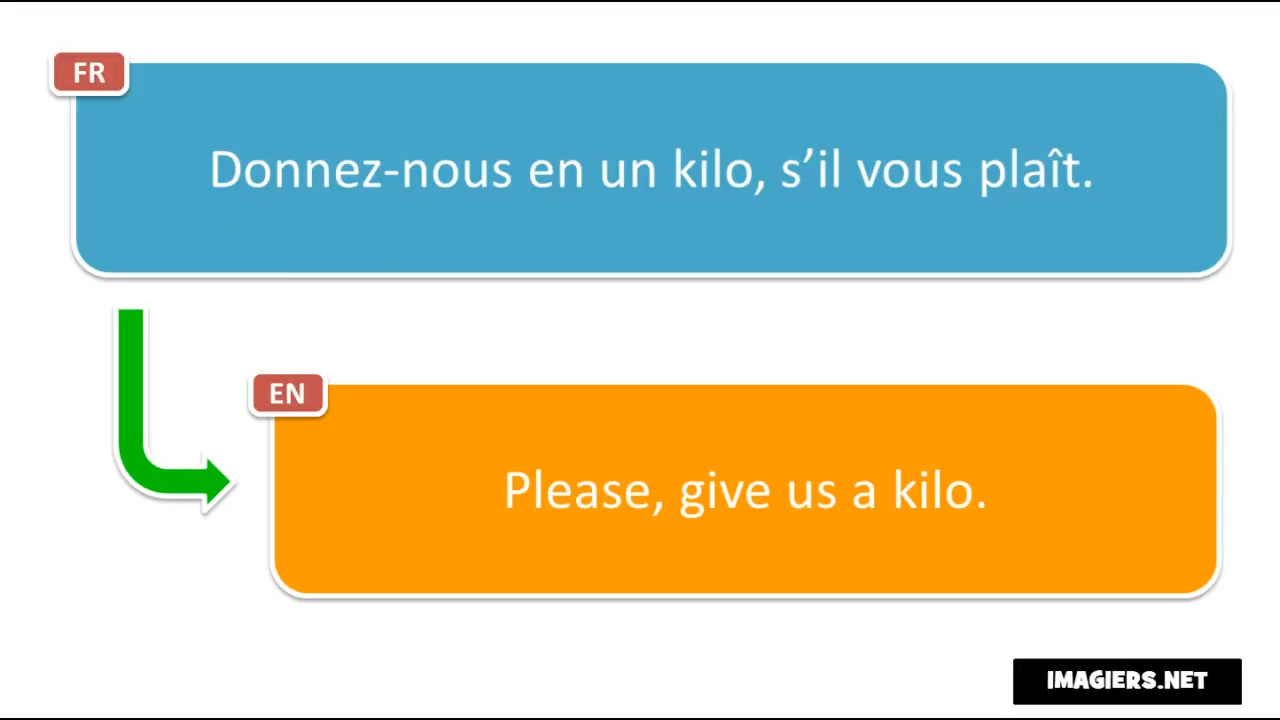 FR
Donnez-nous en un kilo, s’il vous plaît.
EN
Please, give us a kilo.
IMAGIERS.NET